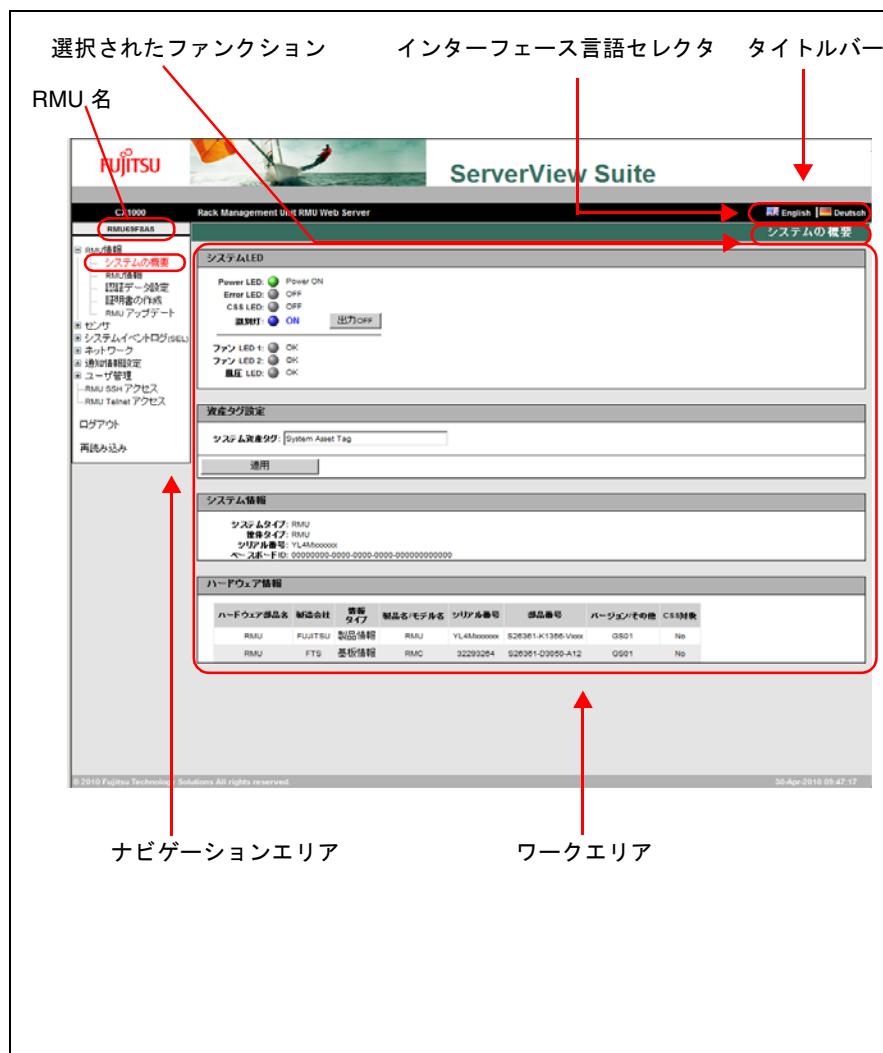 選択されたファンクション
インターフェース言語セレクタ
タイトルバー
RMU 名
FUJITSU
ServerView Suite
CX1000
Rack Management Unit RMU Web Server
English
Deutsch
RMU69F8A5
システムの概要
RMU情報
システムの概要
RMU情報
認証データ設定
証明書の作成
RMU アップデート
センサ
システムイベントログ(SEL)
ネットワーク
通知情報設定
ユーザ管理
RMU SSH アクセス
RMU Telnet アクセス
ログアウト
再読み込み
システムLED
Power LED: Power ON
Error LED: OFF
CSS LED: OFF
識別灯: ON 出力OFF
ファン LED 1: OK
ファン LED 2: OK
風圧 LED: OK
資産タグ設定
システム資産タグ: System Asset Tag
適用
システム情報
システムタイプ: RMU
筐体タイプ: RMU
シリアル番号: YL4Mxxxxxx
ベースボードID: 00000000-0000-0000-0000-000000000000
ハードウェア情報
ハードウェア部品名 製造会社 情報タイプ 製品名/モデル名 シリアル番号 部品番号 バージョン/その他 CSS対象
RMU FUJITSU 製品情報 RMU YL4Mxxxxxx S26361-K1366-Vxxx GS01 No
RMU FTS 基板情報 RMC 32293264 S26361-D3050-A12 GS01 No
© 2010 Fujitsu Technology Solutions All rights reserved.
30-Apr-2010 09:47:17
ナビゲーションエリア
ワークエリア